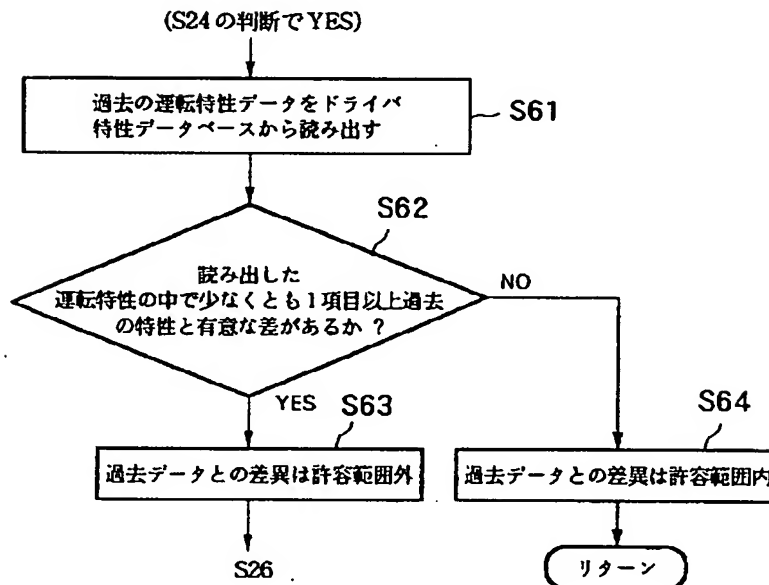 (S24の判断でYES)
過去の運転特性データをドライバ
特性データベースから読み出す
S61
S62
読み出した
運転特性の中で少なくとも1項目以上過去
の特性と有意な差があるか ?
NO
YES
S63
S64
過去データとの差異は許容範囲外
過去データとの差異は許容範囲内
S26
リターン